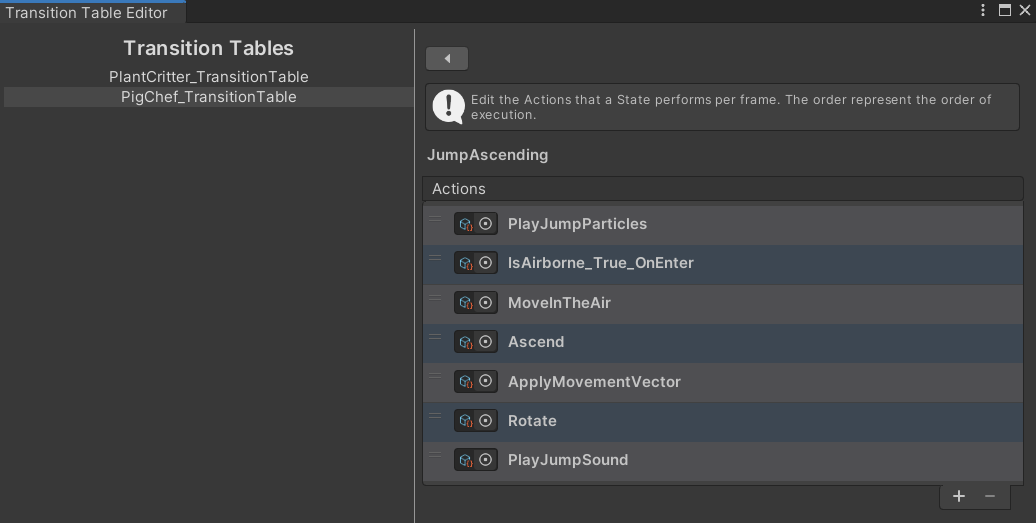 Transition Table Editor
Transition Tables
PlantCritter_TransitionTable
PigChef_TransitionTable
Edit the Actions that a State performs per frame. The order represent the order of
execution.
JumpAscending
Actions
PlayJumpParticles
IsAirborne_True_OnEnter
MoveInTheAir
Ascend
ApplyMovementVector
Rotate
PlayJumpSound